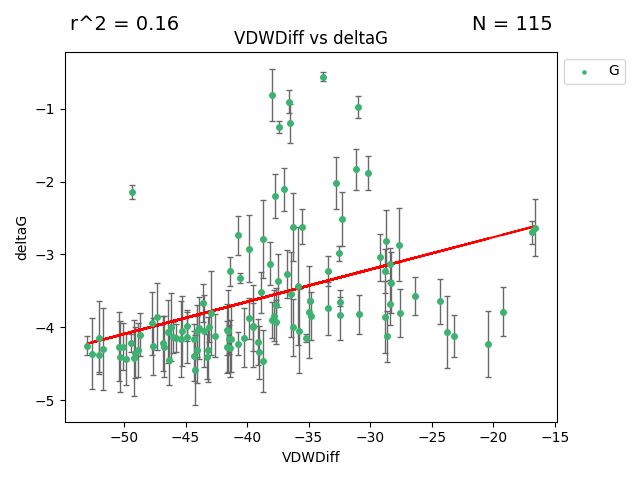 r^2 = 0.16 N = 115
VDWDiff vs deltaG
G
deltaG
−1
−2
−3
−4
−5
−50 −45 −40 −35 −30 −25 −20 −15
VDWDiff